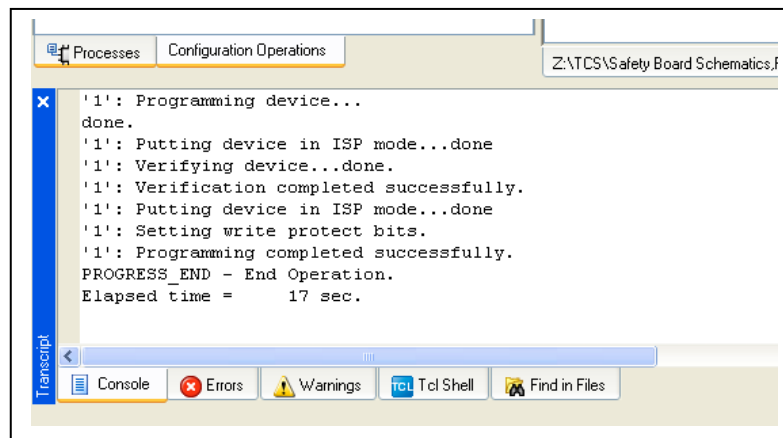 Processes Configuration Operations
Z:\TCS\Safety Board Schematics,F
'1': Programming device...
done.
'1': Putting device in ISP mode...done
'1': Verifying device...done.
'1': Verification completed successfully.
'1': Putting device in ISP mode...done
'1': Setting write protect bits.
'1': Programming completed successfully.
PROGRESS_END - End Operation.
Elapsed time =     17 sec.
Transcript
Console Errors Warnings TCL Tcl Shell Find in Files